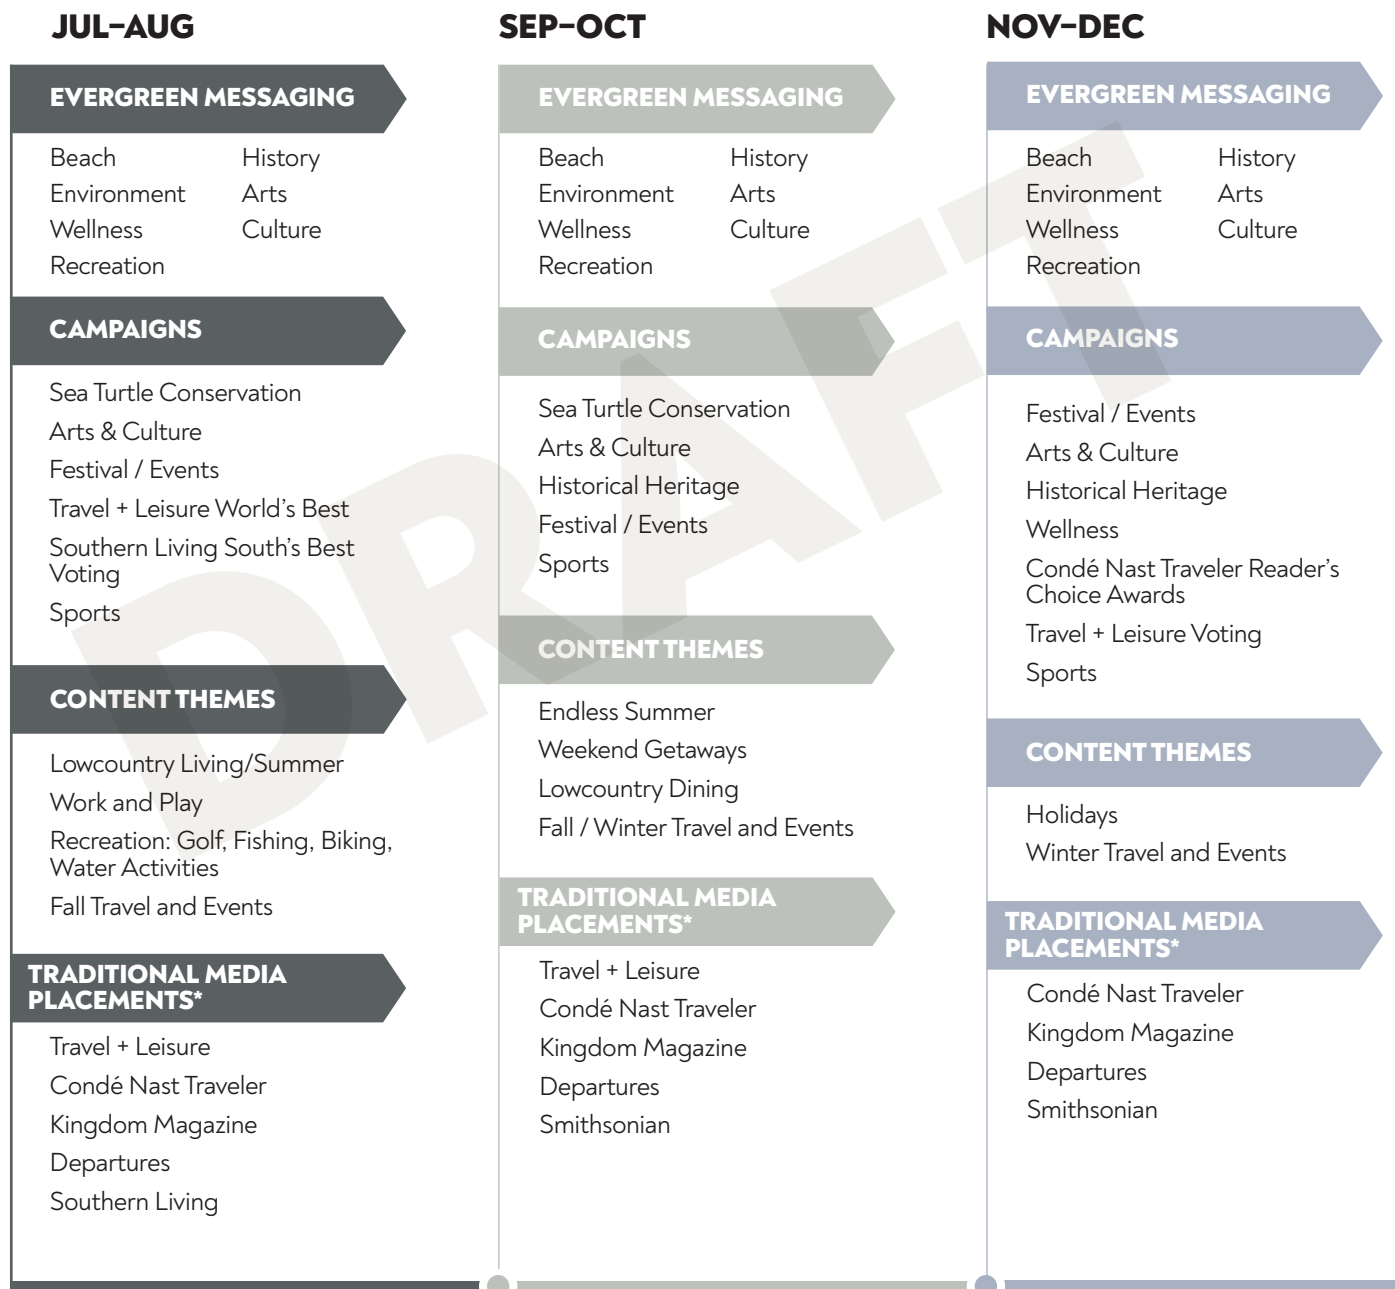 JUL–AUG
EVERGREEN MESSAGING
Beach
Environment
Wellness
Recreation
History
Arts
Culture
CAMPAIGNS
Sea Turtle Conservation
Arts & Culture
Festival / Events
Travel + Leisure World’s Best
Southern Living South’s Best
Voting
Sports
CONTENT THEMES
Lowcountry Living/Summer
Work and Play
Recreation: Golf, Fishing, Biking,
Water Activities
Fall Travel and Events
TRADITIONAL MEDIA
PLACEMENTS*
Travel + Leisure
Condé Nast Traveler
Kingdom Magazine
Departures
Southern Living
SEP–OCT
EVERGREEN MESSAGING
Beach
Environment
Wellness
Recreation
History
Arts
Culture
CAMPAIGNS
Sea Turtle Conservation
Arts & Culture
Historical Heritage
Festival / Events
Sports
CONTENT THEMES
Endless Summer
Weekend Getaways
Lowcountry Dining
Fall / Winter Travel and Events
TRADITIONAL MEDIA
PLACEMENTS*
Travel + Leisure
Condé Nast Traveler
Kingdom Magazine
Departures
Smithsonian
NOV–DEC
EVERGREEN MESSAGING
Beach
Environment
Wellness
Recreation
History
Arts
Culture
CAMPAIGNS
Festival / Events
Arts & Culture
Historical Heritage
Wellness
Condé Nast Traveler Reader’s
Choice Awards
Travel + Leisure Voting
Sports
CONTENT THEMES
Holidays
Winter Travel and Events
TRADITIONAL MEDIA
PLACEMENTS*
Condé Nast Traveler
Kingdom Magazine
Departures
Smithsonian
DRAFT